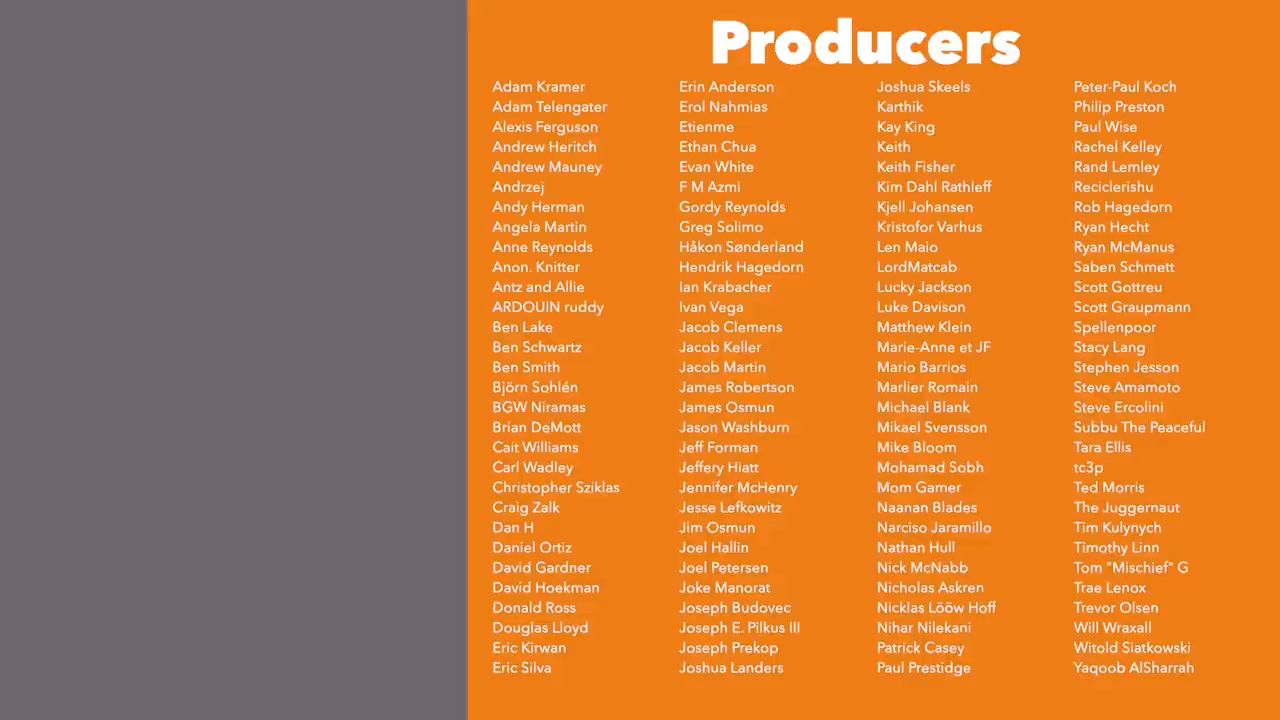 Producers
Adam Kramer
Adam Telengater
Alexis Ferguson
Andrew Heritch
Andrew Mauney
Andrzej
Andy Herman
Angela Martin
Anne Reynolds
Anon. Knitter
Antz and Allie
ARDOUIN ruddy
Ben Lake
Ben Schwartz
Ben Smith
Björn Sohlén
BGW Niramas
Brian DeMott
Cait Williams
Carl Wadley
Christopher Sziklas
Craig Zalk
Dan H
Daniel Ortiz
David Gardner
David Hoekman
Donald Ross
Douglas Lloyd
Eric Kirwan
Eric Silva
Erin Anderson
Erol Nahmias
Etienme
Ethan Chua
Evan White
F M Azmi
Gordy Reynolds
Greg Solimo
Håkon Sønderland
Hendrik Hagedorn
Ian Krabacher
Ivan Vega
Jacob Clemens
Jacob Keller
Jacob Martin
James Robertson
James Osmun
Jason Washburn
Jeff Forman
Jeffery Hiatt
Jennifer McHenry
Jesse Lefkowitz
Jim Osmun
Joel Hallin
Joel Petersen
Joke Manorat
Joseph Budovec
Joseph E. Pilkus III
Joseph Prekop
Joshua Landers
Joshua Skeels
Karthik
Kay King
Keith
Keith Fisher
Kim Dahl Rathleff
Kjell Johansen
Kristofor Varhus
Len Maio
LordMatcab
Lucky Jackson
Luke Davison
Matthew Klein
Marie-Anne et JF
Mario Barrios
Marlier Romain
Michael Blank
Mikael Svensson
Mike Bloom
Mohamad Sobh
Mom Gamer
Naanan Blades
Narciso Jaramillo
Nathan Hull
Nick McNabb
Nicholas Askren
Nicklas Lööw Hoff
Nihar Nilekani
Patrick Casey
Paul Prestidge
Peter-Paul Koch
Philip Preston
Paul Wise
Rachel Kelley
Rand Lemley
Reciclerishu
Rob Hagedorn
Ryan Hecht
Ryan McManus
Saben Schmett
Scott Gottreu
Scott Graupmann
Spellenpoor
Stacy Lang
Stephen Jesson
Steve Amamoto
Steve Ercolini
Subbu The Peaceful
Tara Ellis
tc3p
Ted Morris
The Juggernaut
Tim Kulynych
Timothy Linn
Tom "Mischief" G
Trae Lenox
Trevor Olsen
Will Wraxall
Witold Siatkowski
Yaqoob AlSharrah